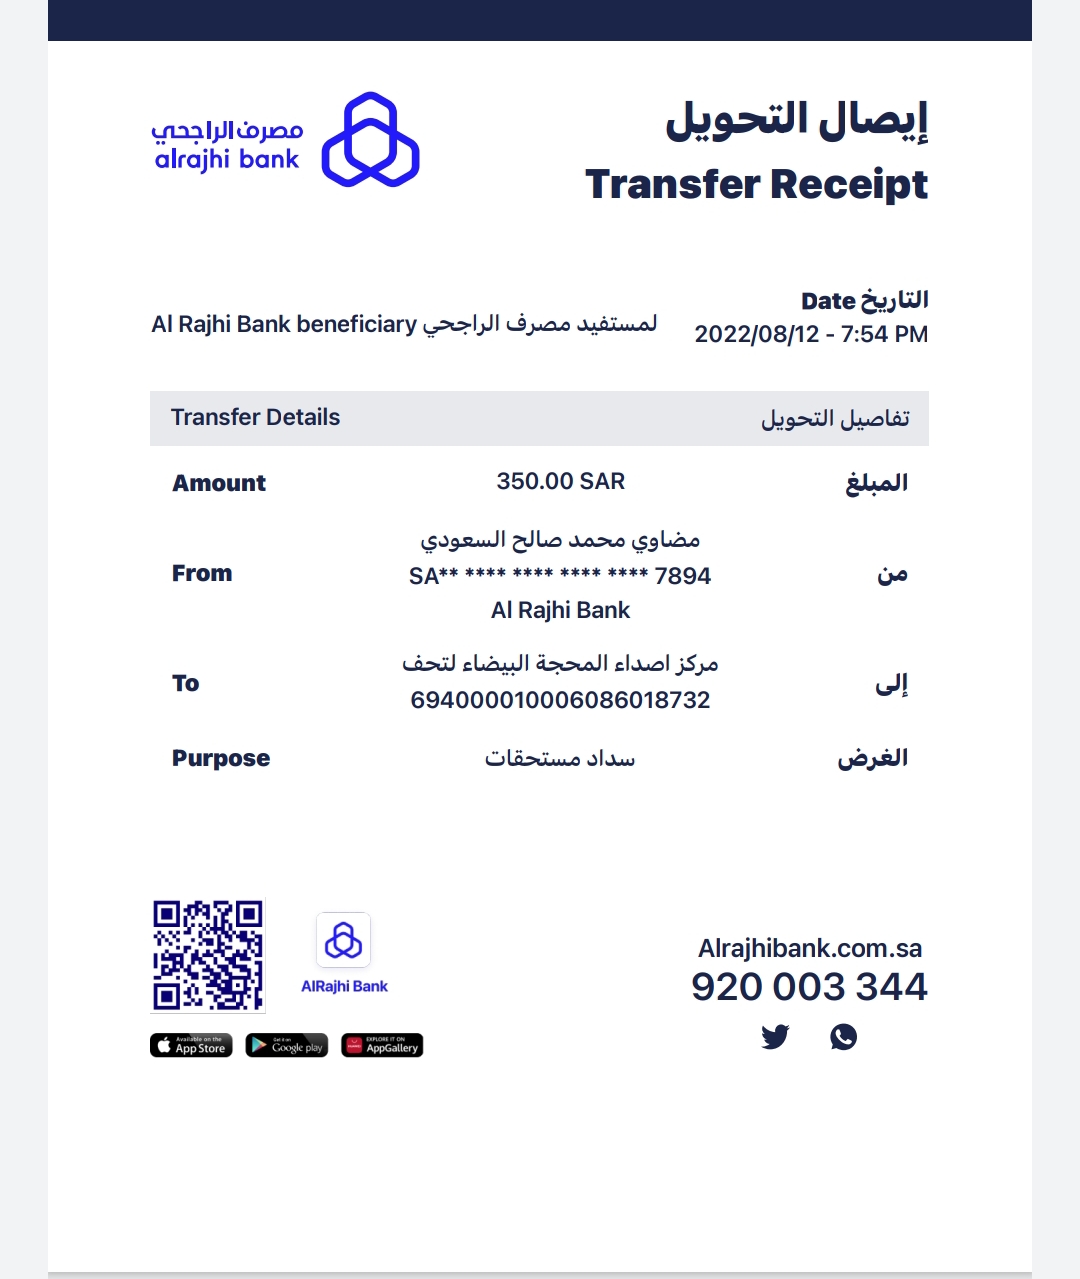 إيصال التحويل
Transfer Receipt
مصرف الراجحي
alrajhi bank
التاريخ Date
2022/08/12 - 7:54 PM
لمستفيد مصرف الراجحي Al Rajhi Bank beneficiary
Transfer Details تفاصيل التحويل
Amount 350.00 SAR المبلغ
مضاوي محمد صالح السعودي
From SA** **** **** **** **** 7894 من
Al Rajhi Bank
مركز اصداء المحجة البيضاء لتحف
To إلى
694000010006086018732
Purpose سداد مستحقات الغرض
AlRajhi Bank
Available on the App Store
Get it on Google play
EXPLORE IT ON AppGallery
Alrajhibank.com.sa
920 003 344